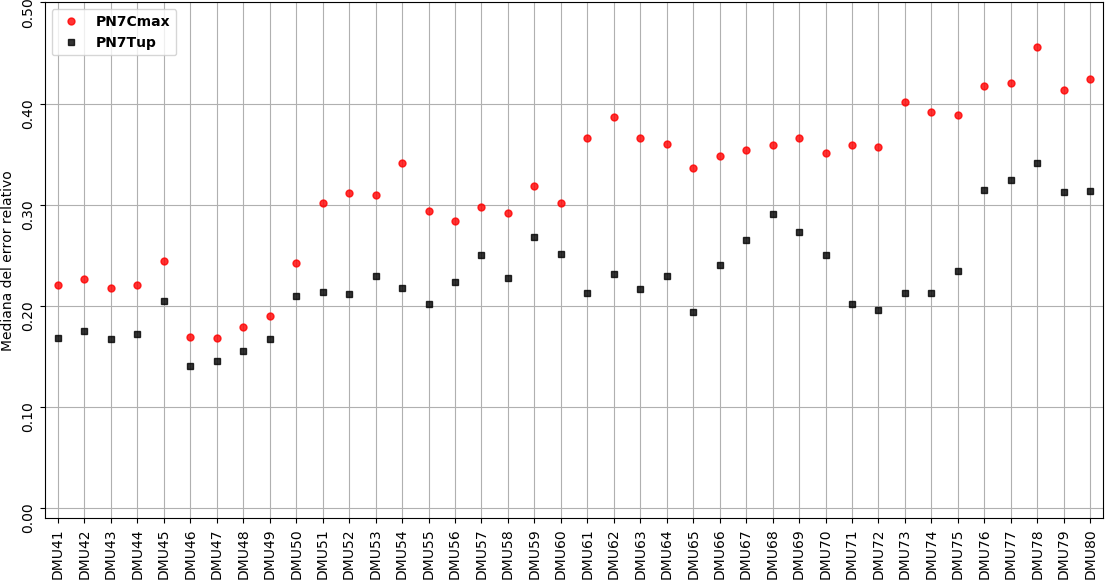 PN7Cmax
PN7Tup
Mediana del error relativo
0.50
0.40
0.30
0.20
0.10
0.00
DMU41
DMU42
DMU43
DMU44
DMU45
DMU46
DMU47
DMU48
DMU49
DMU50
DMU51
DMU52
DMU53
DMU54
DMU55
DMU56
DMU57
DMU58
DMU59
DMU60
DMU61
DMU62
DMU63
DMU64
DMU65
DMU66
DMU67
DMU68
DMU69
DMU70
DMU71
DMU72
DMU73
DMU74
DMU75
DMU76
DMU77
DMU78
DMU79
DMU80